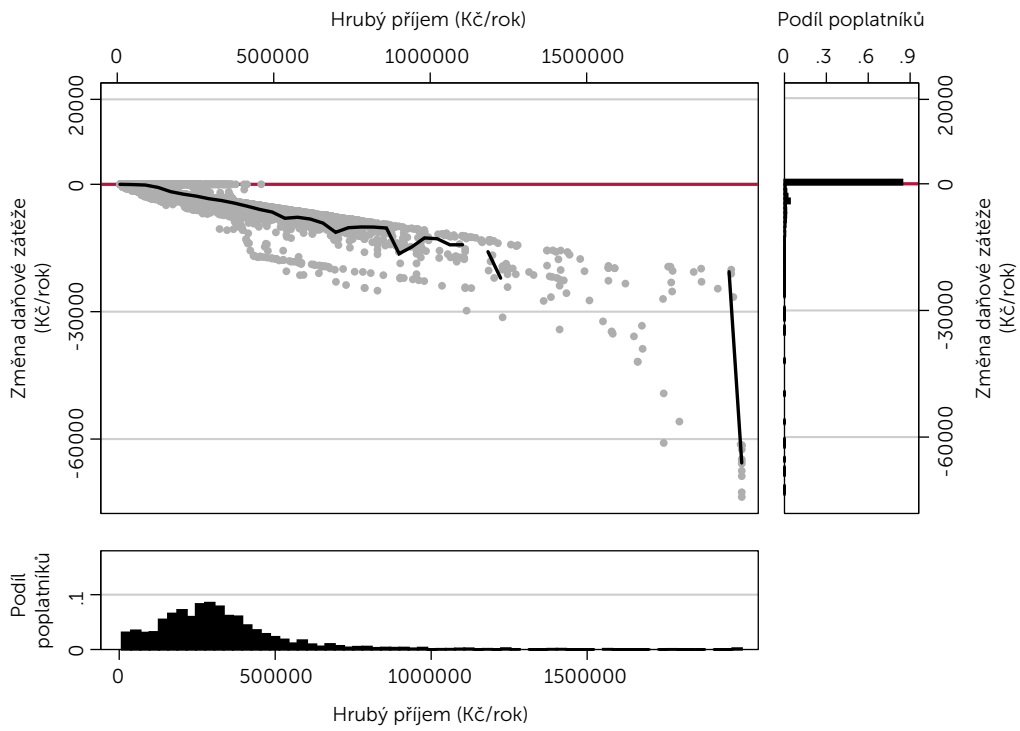 Hrubý příjem (Kč/rok)
0 500000 1000000 1500000
Podíl poplatníků
0 .3 .6 .9
Změna daňové zátěže
(Kč/rok)
20000
0
-30000
-60000
20000
0
-30000
-60000
Změna daňové zátěže
(Kč/rok)
Podíl
poplatníků
.1
0
0 500000 1000000 1500000
Hrubý příjem (Kč/rok)